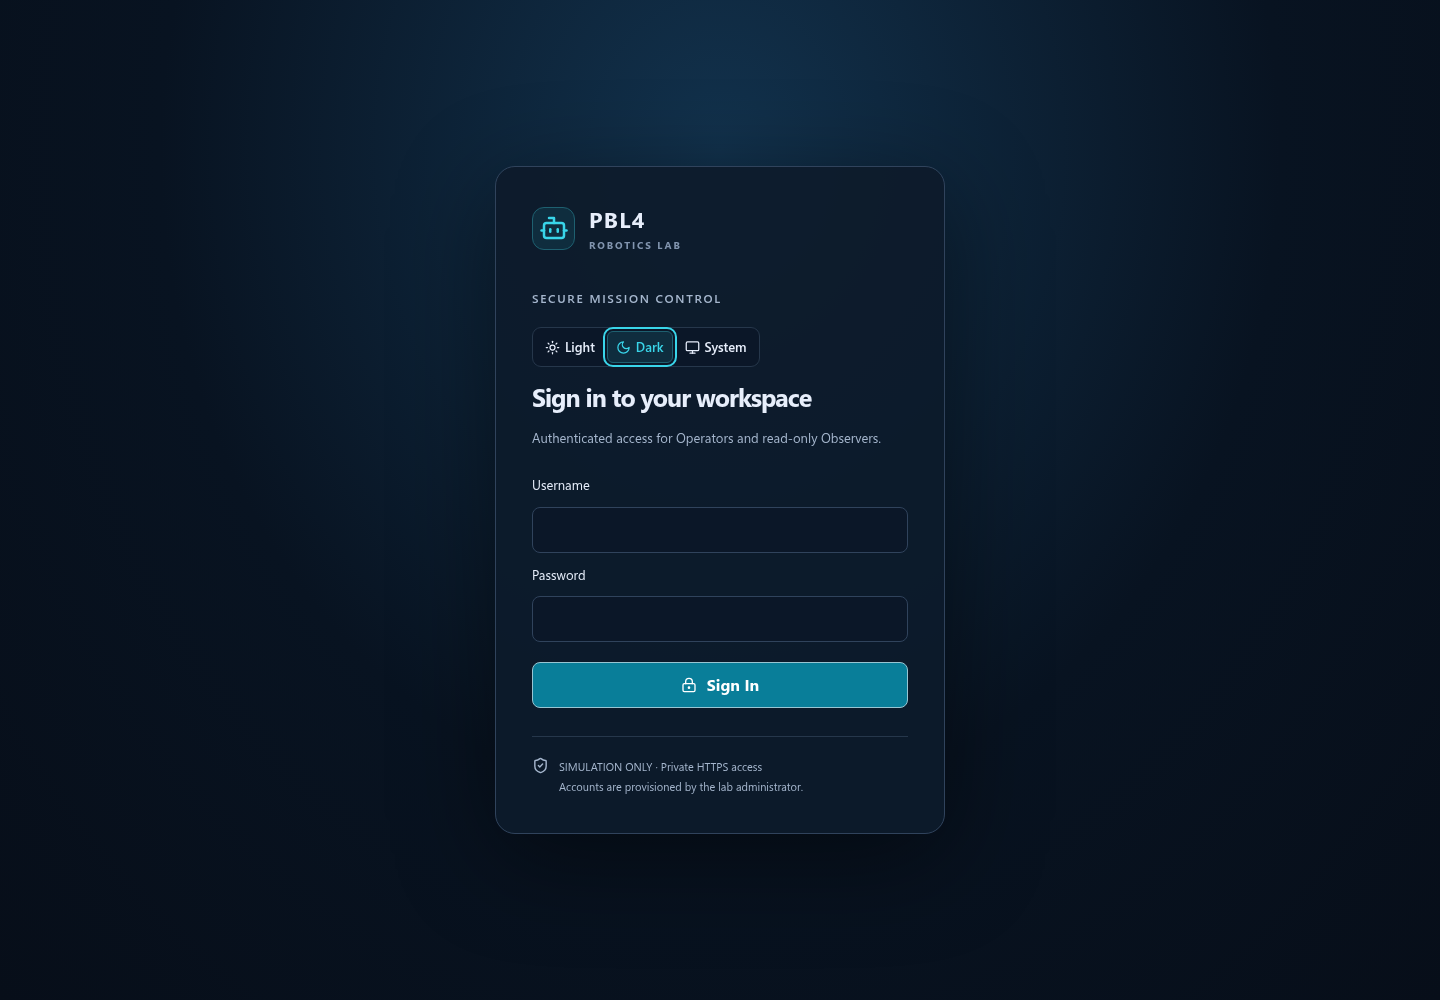 PBL4
ROBOTICS LAB
SECURE MISSION CONTROL
Light Dark System
Sign in to your workspace
Authenticated access for Operators and read-only Observers.
Username
Password
Sign In
SIMULATION ONLY · Private HTTPS access
Accounts are provisioned by the lab administrator.